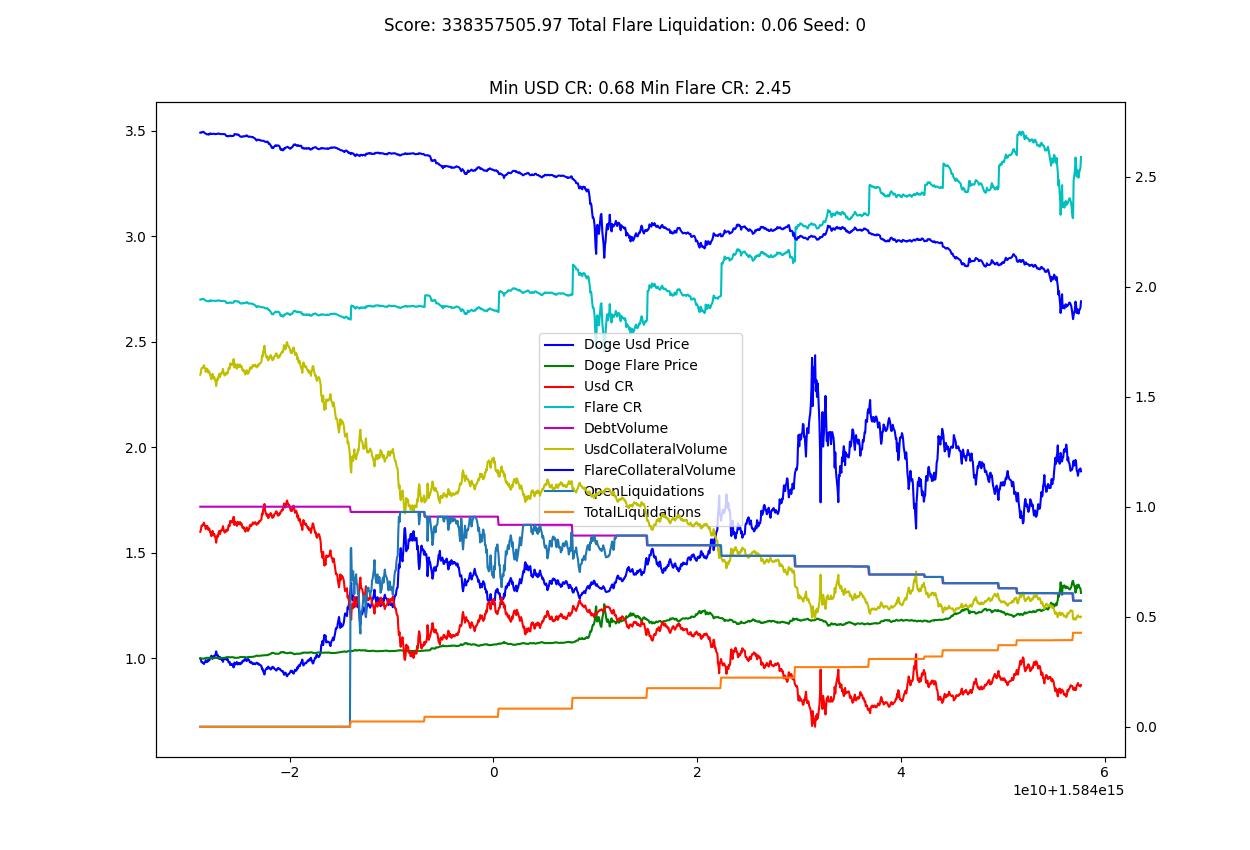 Score: 338357505.97 Total Flare Liquidation: 0.06 Seed: 0
Min USD CR: 0.68 Min Flare CR: 2.45
3.5
3.0
2.5
2.0
1.5
1.0
2.5
2.0
1.5
1.0
0.5
0.0
Doge Usd Price
Doge Flare Price
Usd CR
Flare CR
DebtVolume
UsdCollateralVolume
FlareCollateralVolume
OpenLiquidations
TotalLiquidations
−2 0 2 4 6
1e10+1.584e15